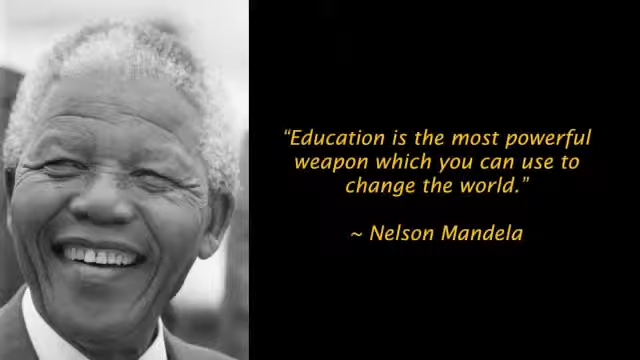 “Education is the most powerful
weapon which you can use to
change the world.”
~ Nelson Mandela